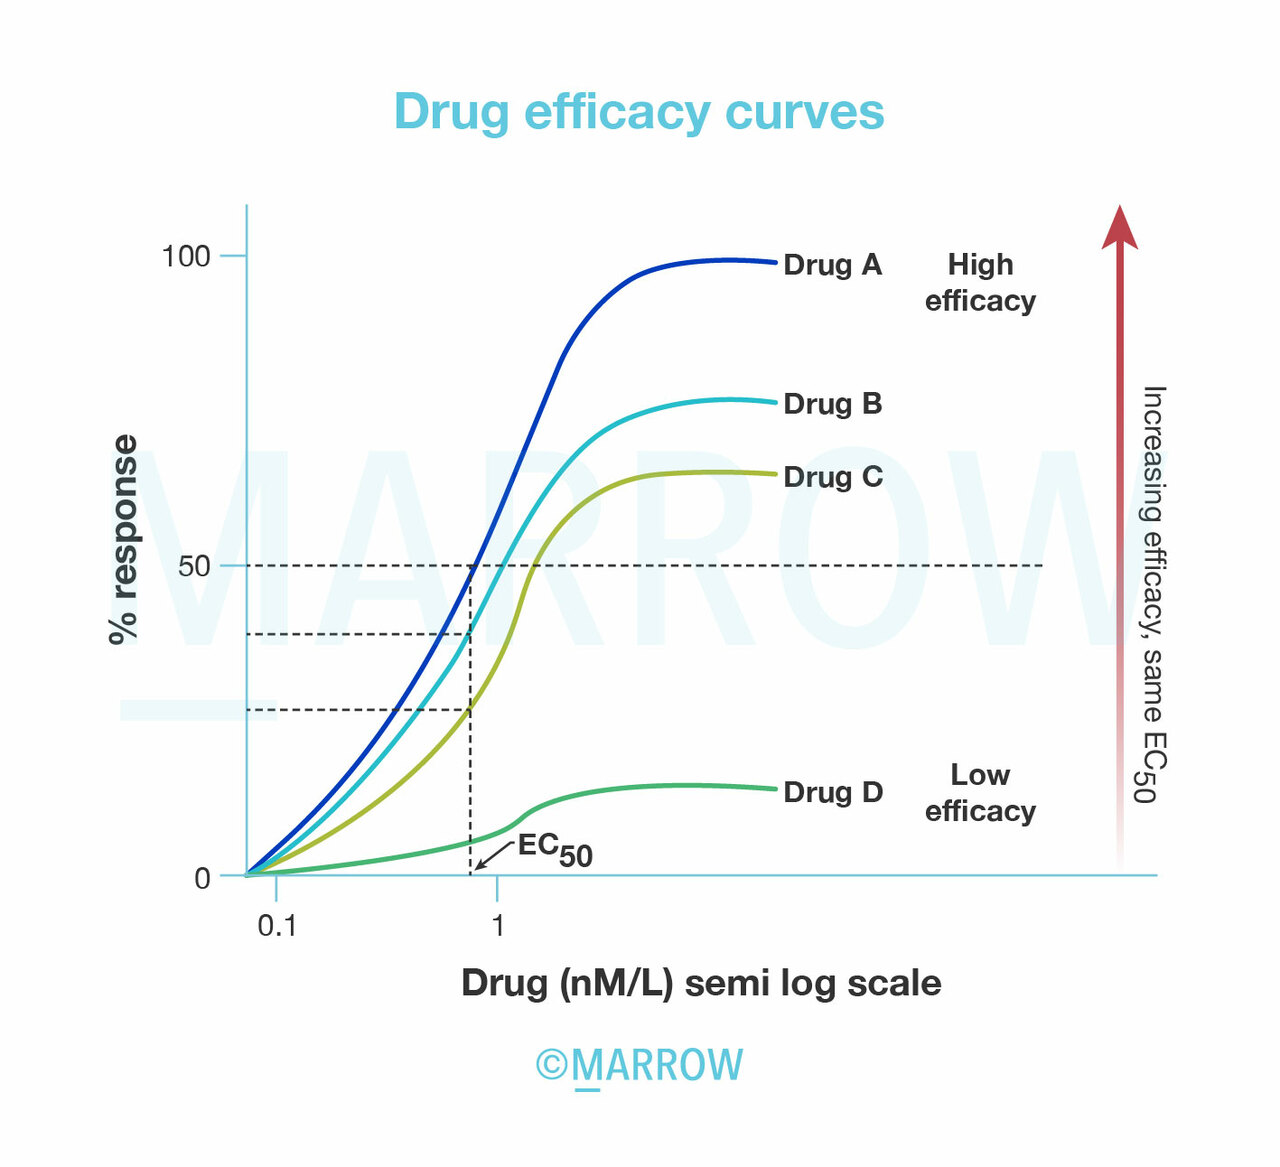 Drug efficacy curves
100
Drug A
High
efficacy
Drug B
Drug C
% response
50
Increasing efficacy, same EC50
MARROW
Low
efficacy
Drug D
EC50
0
0.1
1
Drug (nM/L) semi log scale
©MARROW